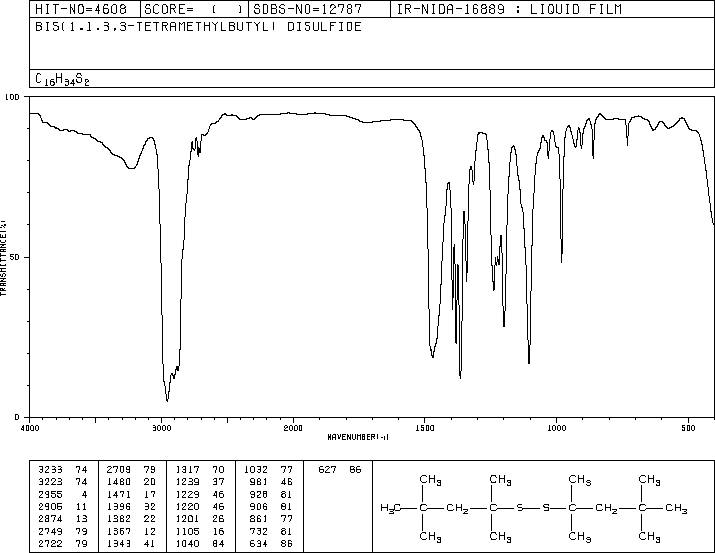 HIT-NO=4608 SCORE= ( ) SDBS-NO=12787 IR-NIDA-16889 : LIQUID FILM
BIS(1,1,3,3-TETRAMETHYLBUTYL) DISULFIDE
C16H34S2
100
50
0
TRANSMITTANCE(%)
4000 3000 2000 1500 1000 500
WAVENUMBER(-1)
3233 74 2709 79 1317 70 1032 77 627 86
3223 74 1480 20 1239 37 981 46
2955 4 1471 17 1229 46 928 81
2905 11 1396 32 1220 46 906 81
2874 13 1382 22 1201 26 861 77
2749 79 1367 12 1105 16 732 81
2722 79 1343 41 1040 84 634 86
CH3 CH3 CH3 CH3
H3C C CH2 C S S C CH2 C CH3
CH3 CH3 CH3 CH3